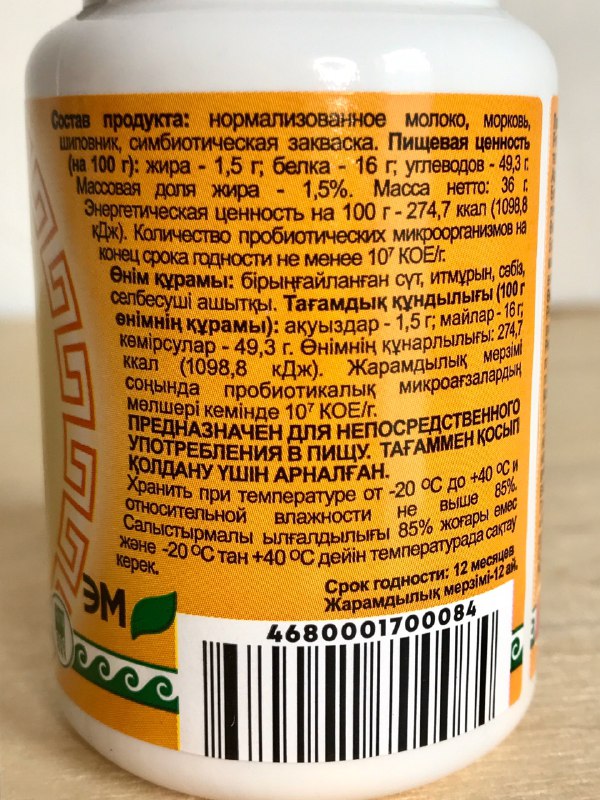 Состав продукта: нормализованное молоко, морковь,
шиповник, симбиотическая закваска. Пищевая ценность
(на 100 г): жира - 1,5 г; белка - 16 г; углеводов - 49,3 г.
Массовая доля жира - 1,5%. Масса нетто: 36 г.
Энергетическая ценность на 100 г - 274,7 ккал (1098,8
кДж). Количество пробиотических микроорганизмов на
конец срока годности не менее 10⁷ КОЕ/г.
Өнім құрамы: бірыңғайланған сүт, итмұрын, сәбіз,
селбесуші ашытқы. Тағамдық құндылығы (100 г
өнімнің құрамы): ақуыздар - 1,5 г; майлар - 16 г;
көмірсулар - 49,3 г. Өнімнің құнарлылығы: 274,7
ккал (1098,8 кДж). Жарамдылық мерзімі
соңында пробиотикалық микроағзалардың
мөлшері кемінде 10⁷ КОЕ/г.
ПРЕДНАЗНАЧЕН ДЛЯ НЕПОСРЕДСТВЕННОГО
УПОТРЕБЛЕНИЯ В ПИЩУ. ТАҒАММЕН ҚОСЫП
ҚОЛДАНУ ҮШІН АРНАЛҒАН.
Хранить при температуре от -20 ºС до +40 ºС и
относительной влажности не выше 85%.
Салыстырмалы ылғалдылығы 85% жоғары емес
және -20 ºС тан +40 ºС дейін температурада сақтау
керек.
Срок годности: 12 месяцев
Жарамдылық мерзімі-12 ай.
ЭМ
4680001700084